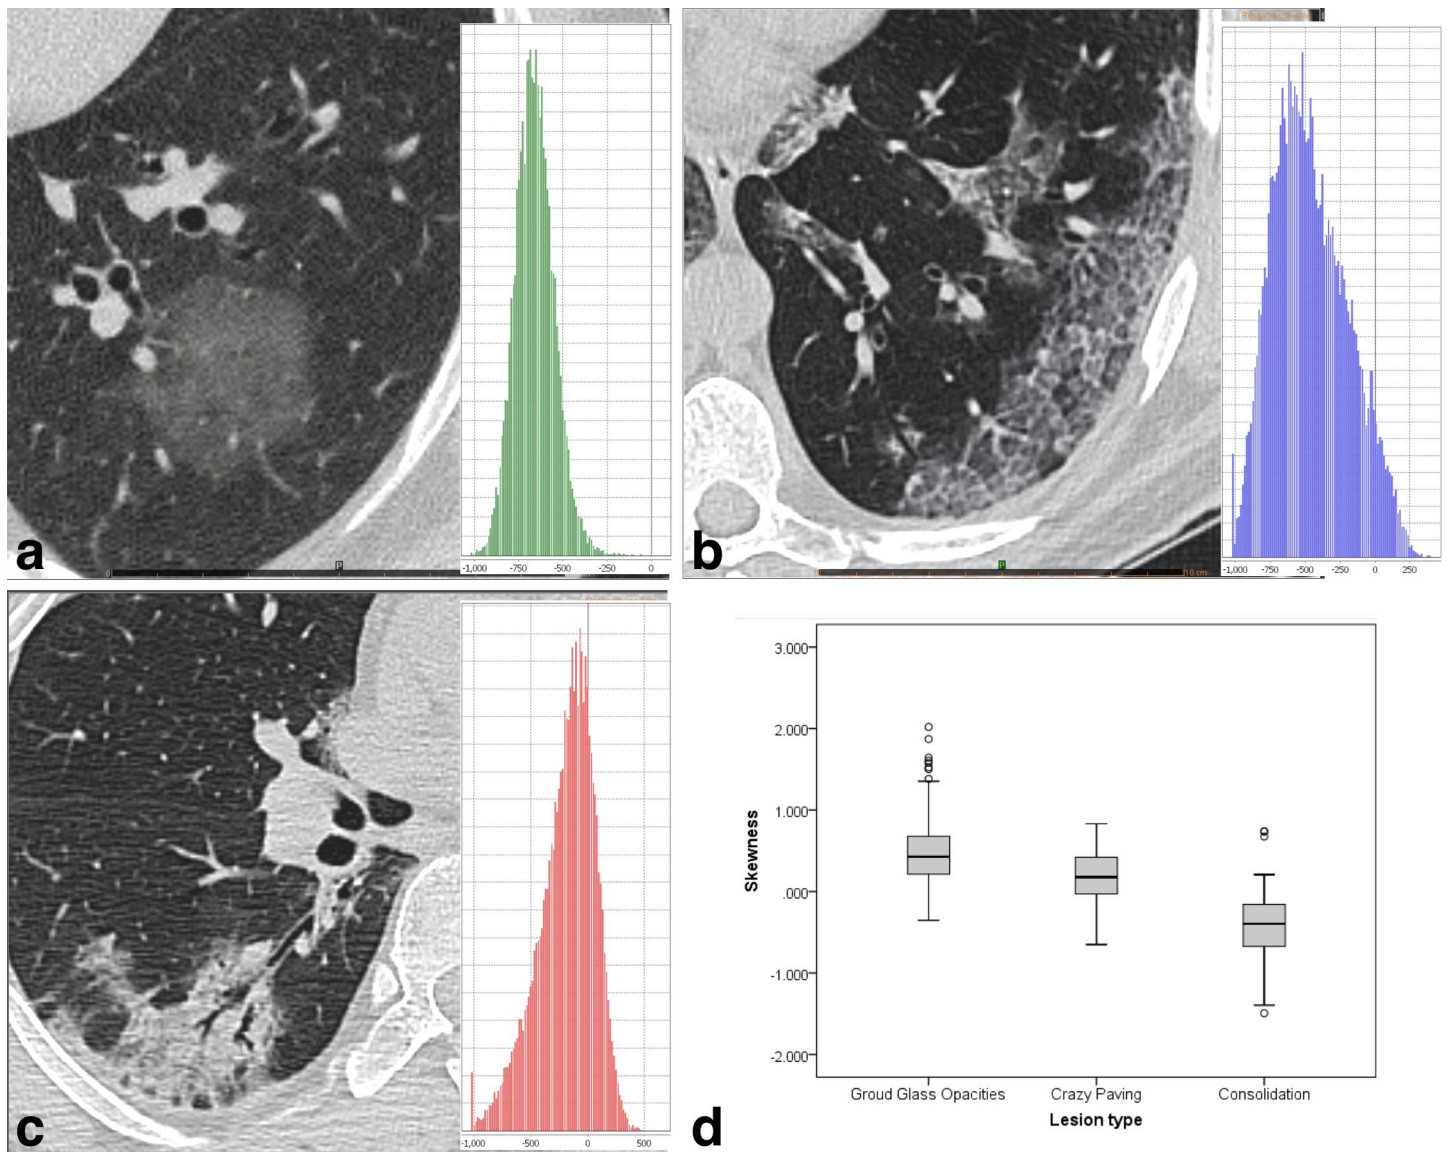 a
-1,000 -750 -500 -250 0
P
b
-1,000 -750 -500 -250 0 250
P
10 cm
c
-1,000 -500 0 500
d
3.000
2.000
1.000
.000
-1.000
-2.000
Skewness
Groud Glass Opacities Crazy Paving Consolidation
Lesion type